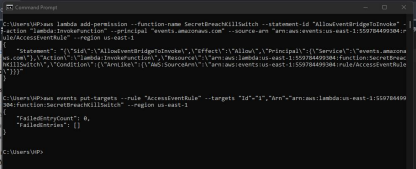 Command Prompt
C:\Users\HP>aws lambda add-permission --function-name SecretBreachKillSwitch --statement-id "AllowEventBridgeToInvoke" -
-action "lambda:InvokeFunction" --principal "events.amazonaws.com" --source-arn "arn:aws:events:us-east-1:559784499304:r
ule/AccessEventRule" --region us-east-1
{
"Statement": "{\"Sid\":\"AllowEventBridgeToInvoke\",\"Effect\":\"Allow\",\"Principal\":{\"Service\":\"events.amazona
ws.com\"},\"Action\":\"lambda:InvokeFunction\",\"Resource\":\"arn:aws:lambda:us-east-1:559784499304:function:SecretBreac
hKillSwitch\",\"Condition\":{\"ArnLike\":{\"AWS:SourceArn\":\"arn:aws:events:us-east-1:559784499304:rule/AccessEventRule
\"}}}"
}
C:\Users\HP>aws events put-targets --rule "AccessEventRule" --targets "Id"="1","Arn"="arn:aws:lambda:us-east-1:559784499
304:function:SecretBreachKillSwitch" --region us-east-1
{
"FailedEntryCount": 0,
"FailedEntries": []
}
C:\Users\HP>